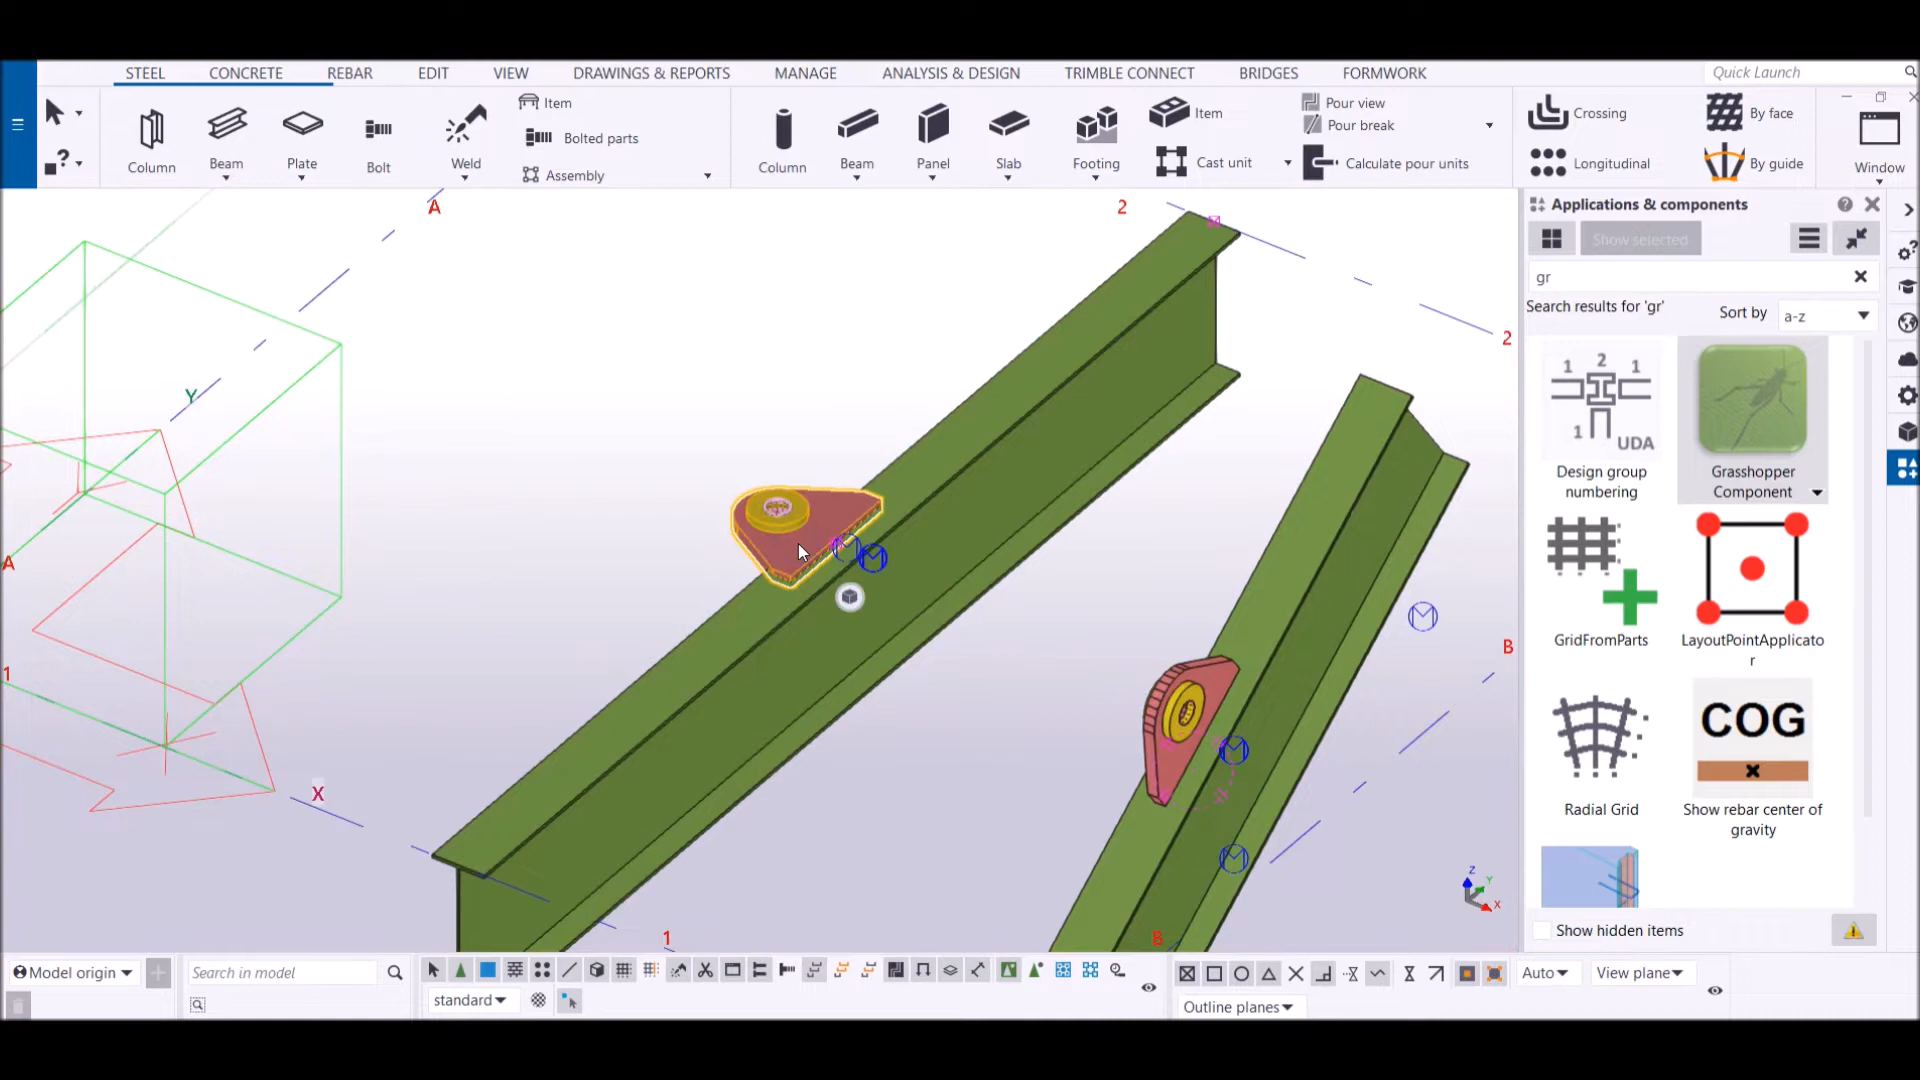 STEEL CONCRETE REBAR EDIT VIEW DRAWINGS & REPORTS MANAGE ANALYSIS & DESIGN TRIMBLE CONNECT BRIDGES FORMWORK Quick Launch
Column Beam Plate Bolt Weld
Item
Bolted parts
Assembly
Column Beam Panel Slab Footing
Item
Cast unit
Pour view
Pour break
Calculate pour units
Crossing
Longitudinal
By face
By guide
Window
Applications & components
Show selected
gr
Search results for 'gr'
Sort by a-z
1 2 1
1 UDA
Design group
numbering
Grasshopper
Component
GridFromParts
LayoutPointApplicato
r
Radial Grid
COG
Show rebar center of
gravity
Show hidden items
A
2
2
Y
A
1
X
B
1
B
Z
Y
X
Model origin
Search in model
standard
Auto
View plane
Outline planes